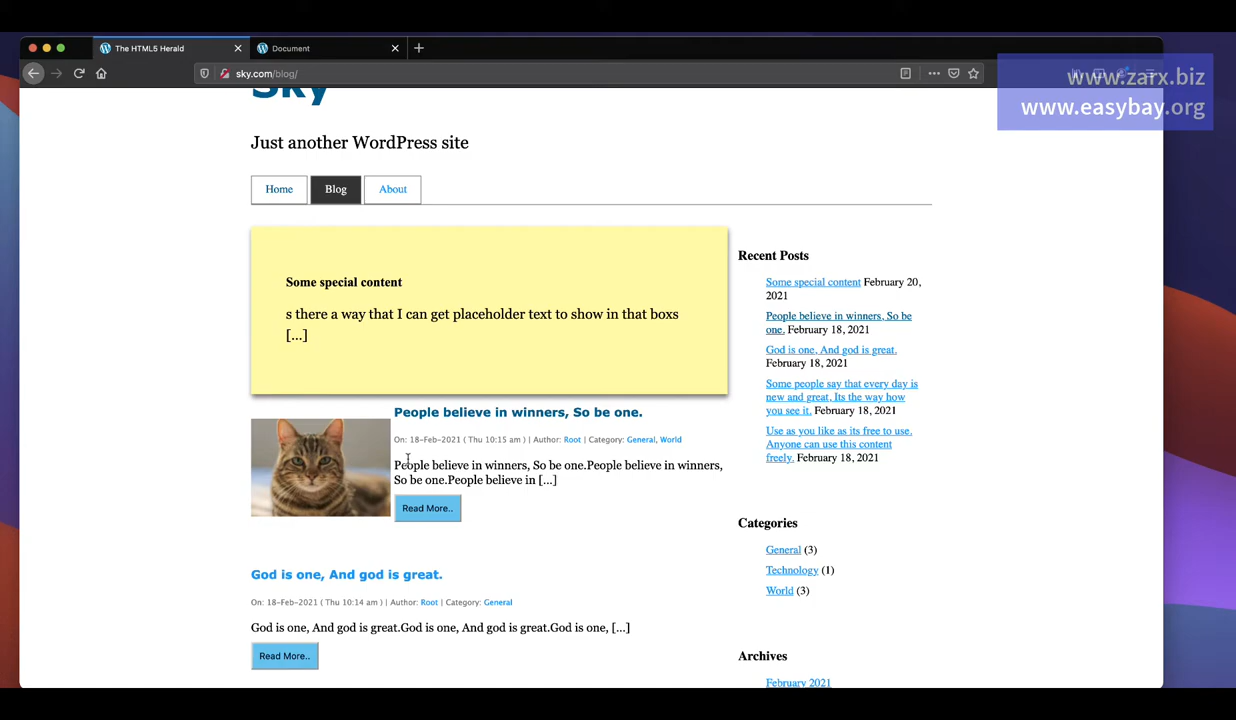 The HTML5 Herald
Document
sky.com/blog/
www.zarx.biz
www.easybay.org
Sky
Just another WordPress site
Home
Blog
About
Some special content
s there a way that I can get placeholder text to show in that boxs
[...]
People believe in winners, So be one.
On: 18-Feb-2021 ( Thu 10:15 am ) | Author: Root | Category: General, World
People believe in winners, So be one.People believe in winners,
So be one.People believe in [...]
Read More..
God is one, And god is great.
On: 18-Feb-2021 ( Thu 10:14 am ) | Author: Root | Category: General
God is one, And god is great.God is one, And god is great.God is one, [...]
Read More..
Recent Posts
Some special content February 20,
2021
People believe in winners, So be
one. February 18, 2021
God is one, And god is great.
February 18, 2021
Some people say that every day is
new and great, Its the way how
you see it. February 18, 2021
Use as you like as its free to use.
Anyone can use this content
freely. February 18, 2021
Categories
General (3)
Technology (1)
World (3)
Archives
February 2021